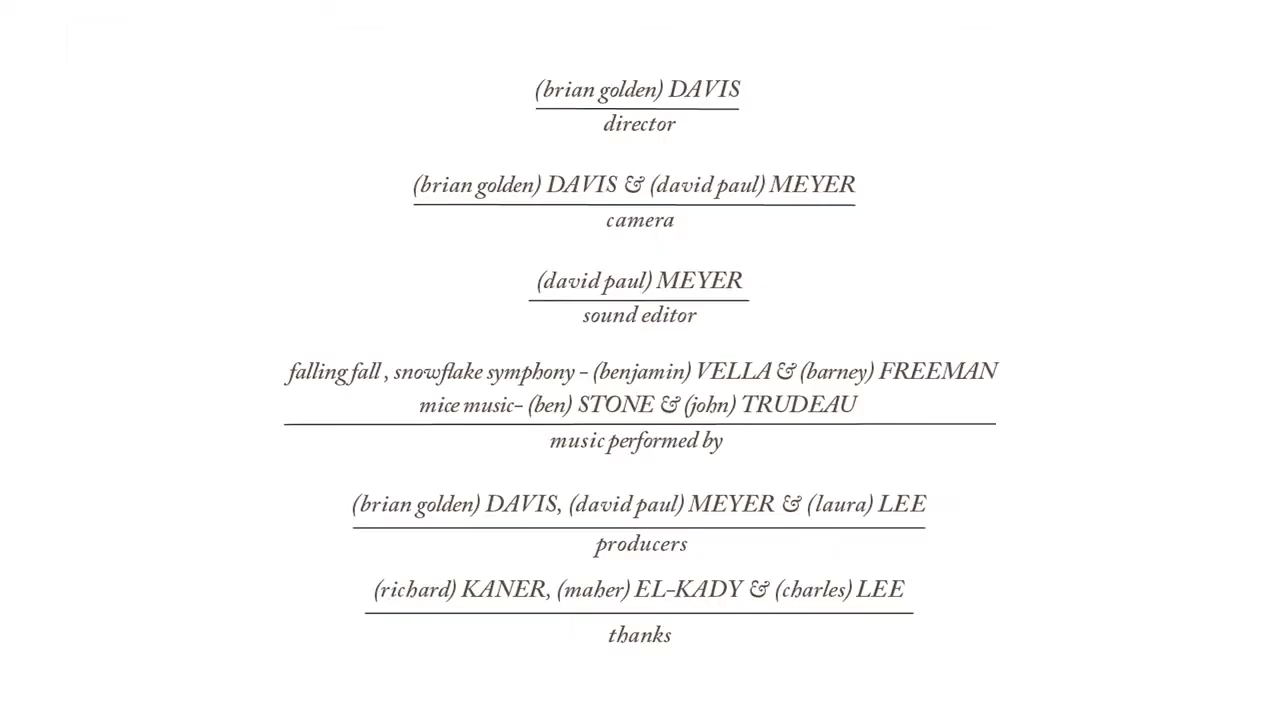 (brian golden) DAVIS
director
(brian golden) DAVIS & (david paul) MEYER
camera
(david paul) MEYER
sound editor
falling fall , snowflake symphony - (benjamin) VELLA & (barney) FREEMAN
mice music- (ben) STONE & (john) TRUDEAU
music performed by
(brian golden) DAVIS, (david paul) MEYER & (laura) LEE
producers
(richard) KANER, (maher) EL-KADY & (charles) LEE
thanks